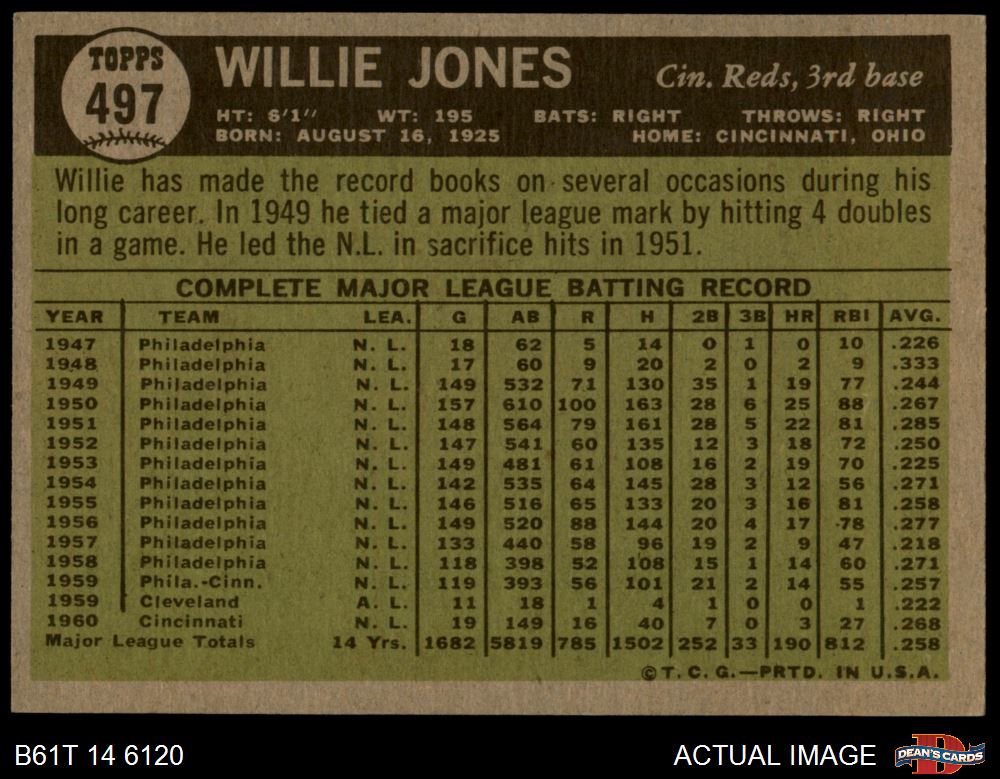 TOPPS
497
WILLIE JONES
Cin. Reds, 3rd base
HT: 6'1" WT: 195 BATS: RIGHT THROWS: RIGHT
BORN: AUGUST 16, 1925 HOME: CINCINNATI, OHIO
Willie has made the record books on several occasions during his
long career. In 1949 he tied a major league mark by hitting 4 doubles
in a game. He led the N.L. in sacrifice hits in 1951.
COMPLETE MAJOR LEAGUE BATTING RECORD
YEAR TEAM LEA. G AB R H 2B 3B HR RBI AVG.
1947 Philadelphia N. L. 18 62 5 14 0 1 0 10 .226
1948 Philadelphia N. L. 17 60 9 20 2 0 2 9 .333
1949 Philadelphia N. L. 149 532 71 130 35 1 19 77 .244
1950 Philadelphia N. L. 157 610 100 163 28 6 25 88 .267
1951 Philadelphia N. L. 148 564 79 161 28 5 22 81 .285
1952 Philadelphia N. L. 147 541 60 135 12 3 18 72 .250
1953 Philadelphia N. L. 149 481 61 108 16 2 19 70 .225
1954 Philadelphia N. L. 142 535 64 145 28 3 12 56 .271
1955 Philadelphia N. L. 146 516 65 133 20 3 16 81 .258
1956 Philadelphia N. L. 149 520 88 144 20 4 17 78 .277
1957 Philadelphia N. L. 133 440 58 96 19 2 9 47 .218
1958 Philadelphia N. L. 118 398 52 108 15 1 14 60 .271
1959 Phila.-Cinn. N. L. 119 393 56 101 21 2 14 55 .257
1959 Cleveland A. L. 11 18 1 4 1 0 0 1 .222
1960 Cincinnati N. L. 19 149 16 40 7 0 3 27 .268
Major League Totals 14 Yrs. 1682 5819 785 1502 252 33 190 812 .258
©T. C. G.—PRTD. IN U.S.A.
B61T 14 6120 ACTUAL IMAGE
DEAN'S CARDS